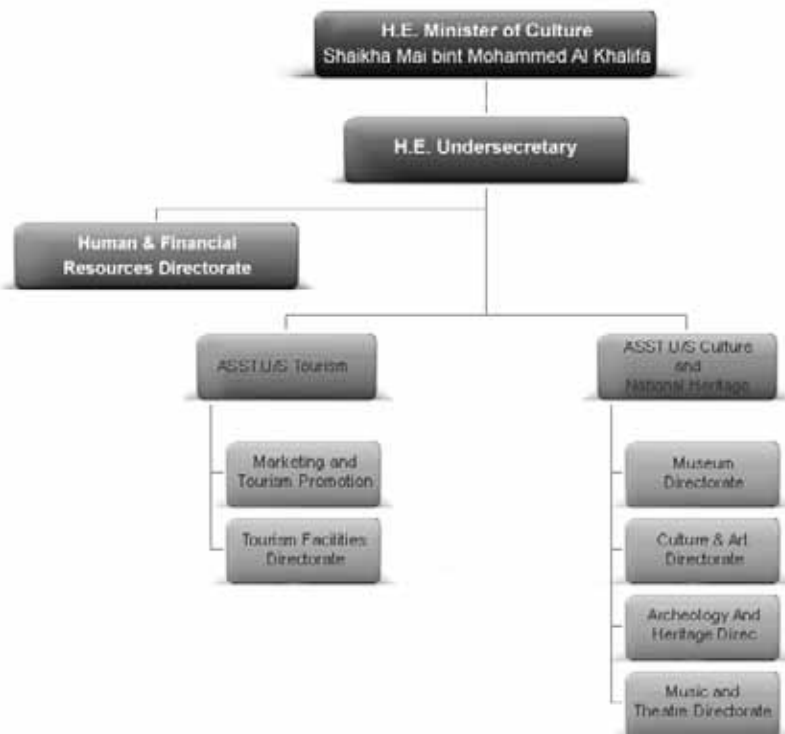 H.E. Minister of Culture
Shaikha Mai bint Mohammed Al Khalifa
H.E. Undersecretary
Human & Financial
Resources Directorate
ASST.U/S Tourism
ASST.U/S Culture
and
National Heritage
Marketing and
Tourism Promotion
Tourism Facilities
Directorate
Museum
Directorate
Culture & Art
Directorate
Archeology And
Heritage Direc
Music and
Theatre Directorate